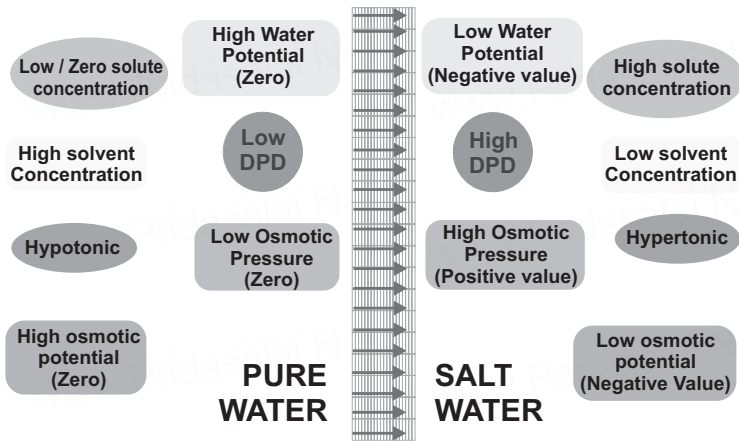 Low / Zero solute
concentration
High Water
Potential
(Zero)
High solvent
Concentration
Low
DPD
Hypotonic
Low Osmotic
Pressure
(Zero)
High osmotic
potential
(Zero)
PURE
WATER
Low Water
Potential
(Negative value)
High solute
concentration
High
DPD
Low solvent
Concentration
High Osmotic
Pressure
(Positive value)
Hypertonic
Low osmotic
potential
(Negative Value)
SALT
WATER